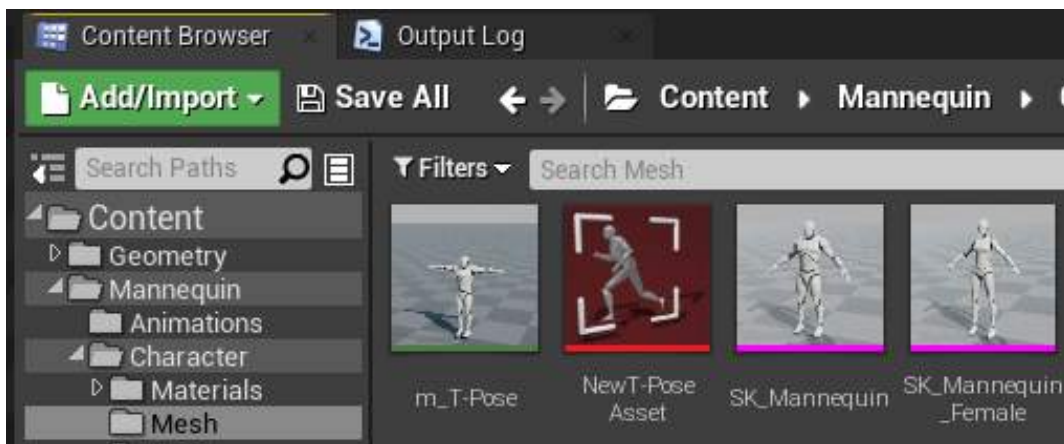 Content Browser
Output Log
Add/Import
Save All
Content
Mannequin
Search Paths
Filters
Search Mesh
Content
Geometry
Mannequin
Animations
Character
Materials
Mesh
m_T-Pose
NewT-Pose
Asset
SK_Mannequin
SK_Mannequin
_Female